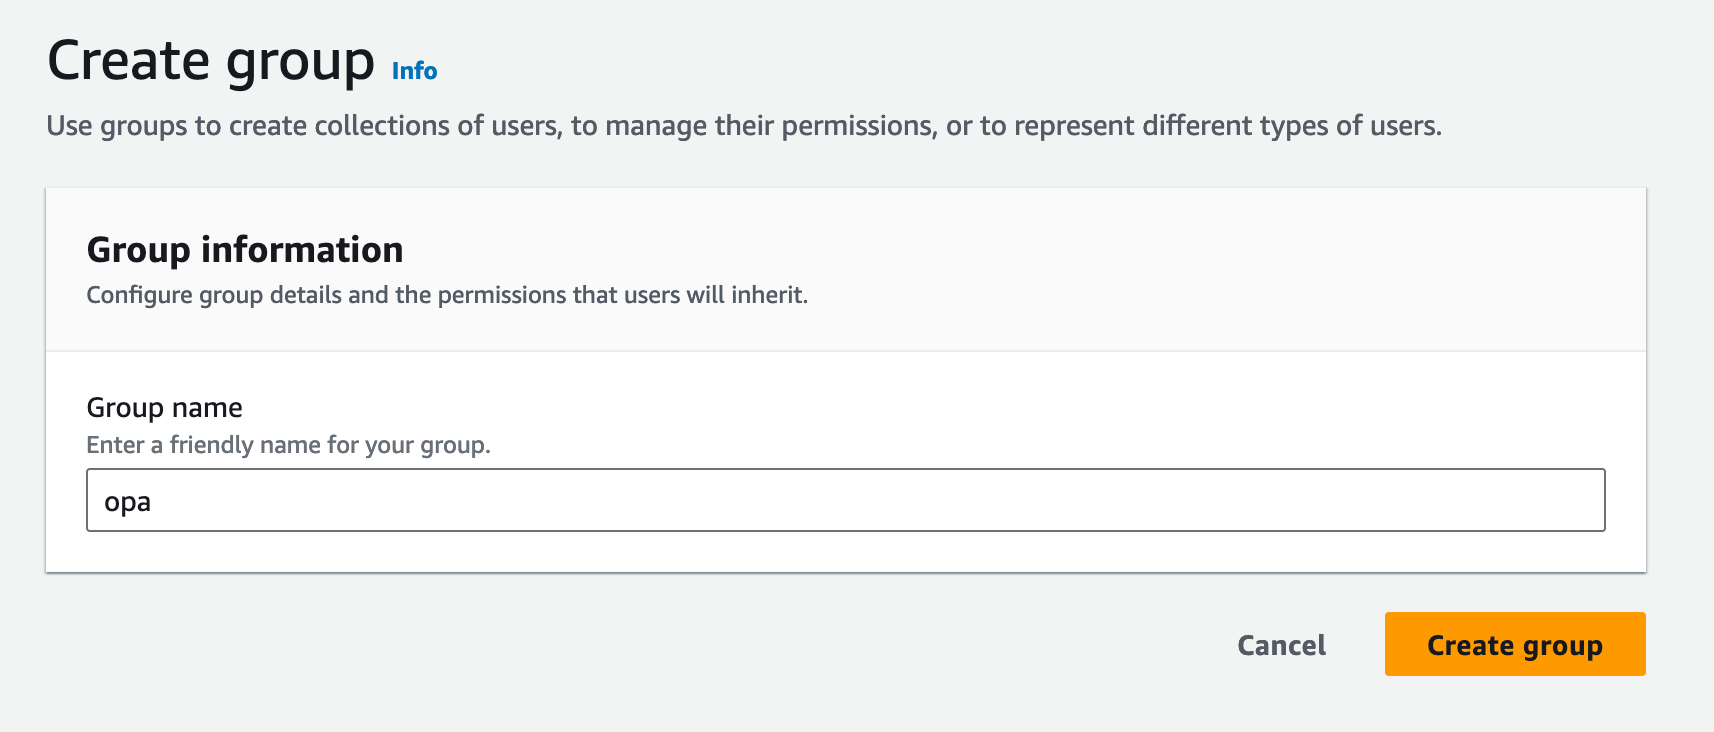 Create group Info
Use groups to create collections of users, to manage their permissions, or to represent different types of users.
Group information
Configure group details and the permissions that users will inherit.
Group name
Enter a friendly name for your group.
opa
Cancel Create group